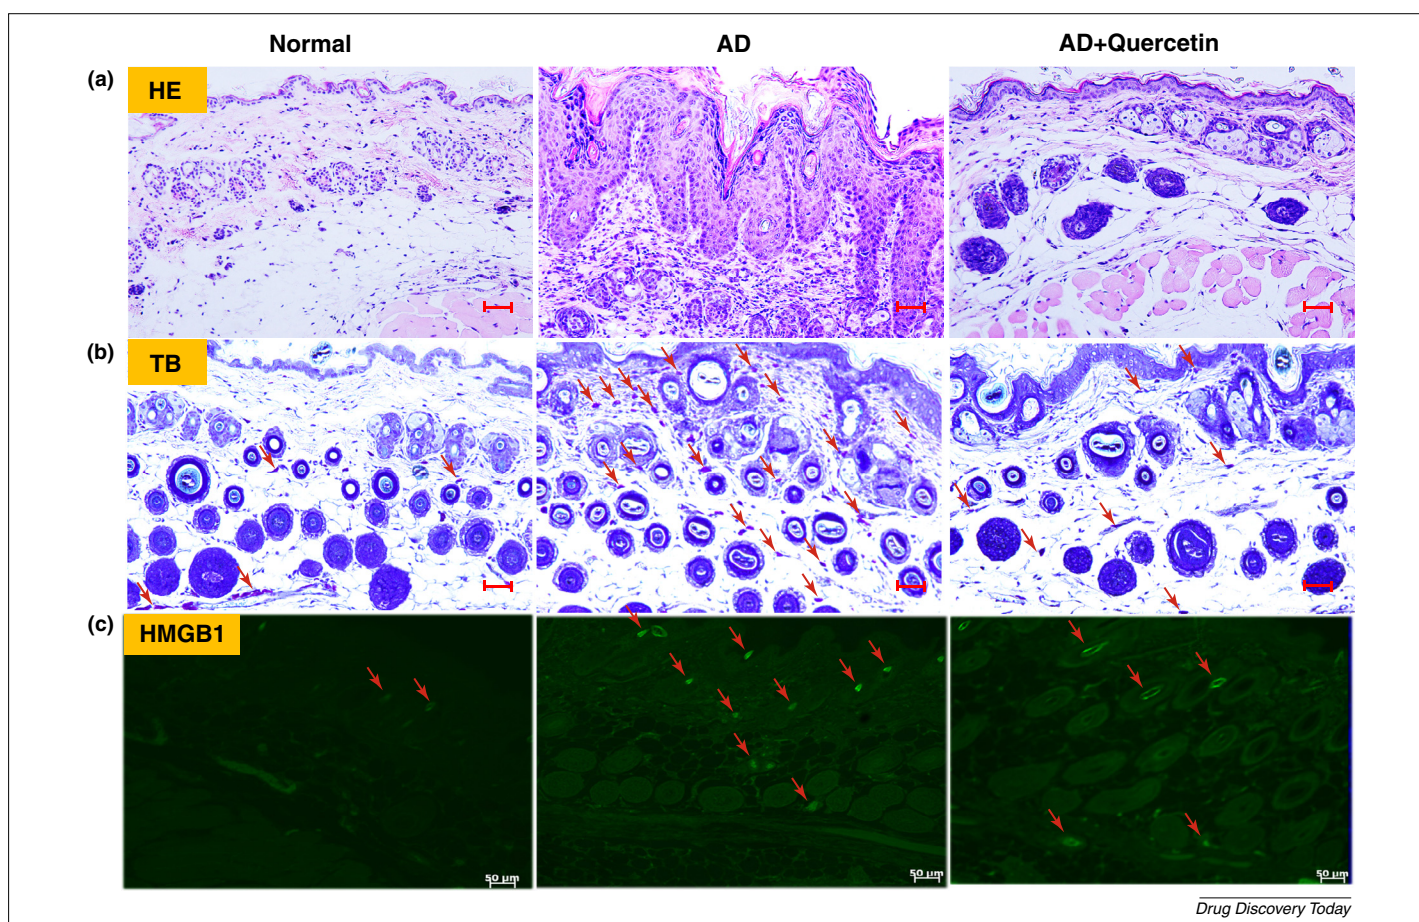 Normal AD AD+Quercetin
(a) HE
(b) TB
(c) HMGB1
50 µm 50 µm 50 µm
Drug Discovery Today